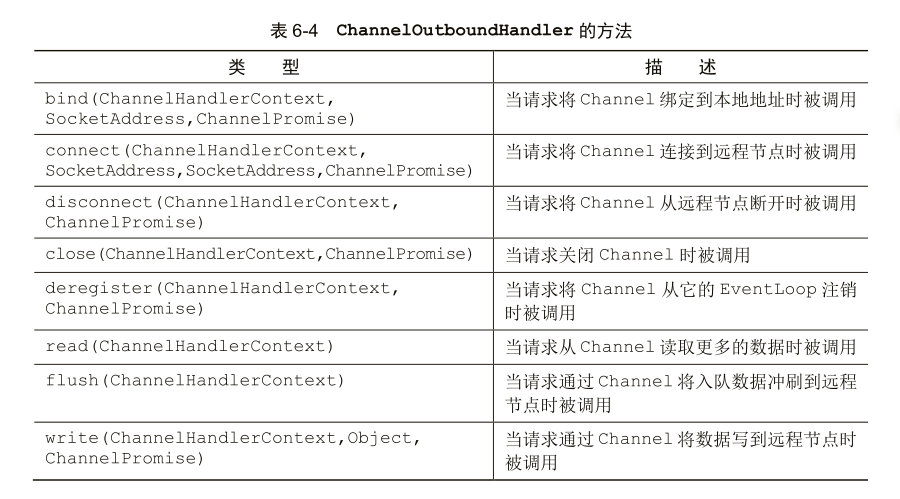 表 6-4 ChannelOutboundHandler 的方法
类 型
描 述
bind(ChannelHandlerContext,
SocketAddress,ChannelPromise)
当请求将 Channel 绑定到本地地址时被调用
connect(ChannelHandlerContext,
SocketAddress,SocketAddress,ChannelPromise)
当请求将 Channel 连接到远程节点时被调用
disconnect(ChannelHandlerContext,
ChannelPromise)
当请求将 Channel 从远程节点断开时被调用
close(ChannelHandlerContext,ChannelPromise)
当请求关闭 Channel 时被调用
deregister(ChannelHandlerContext,
ChannelPromise)
当请求将 Channel 从它的 EventLoop 注销
时被调用
read(ChannelHandlerContext)
当请求从 Channel 读取更多的数据时被调用
flush(ChannelHandlerContext)
当请求通过 Channel 将入队数据冲刷到远程
节点时被调用
write(ChannelHandlerContext,Object,
ChannelPromise)
当请求通过 Channel 将数据写到远程节点时
被调用